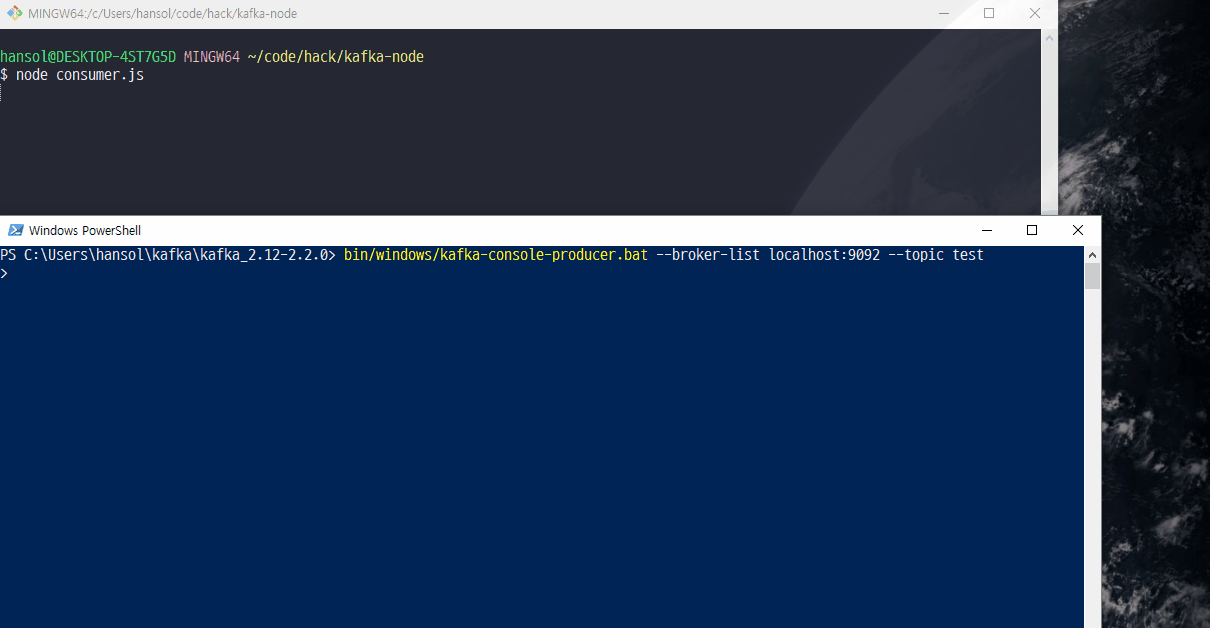 MINGW64:/c/Users/hansol/code/hack/kafka-node
hansol@DESKTOP-4ST7G5D MINGW64 ~/code/hack/kafka-node
$ node consumer.js
Windows PowerShell
PS C:\Users\hansol\kafka\kafka_2.12-2.2.0> bin/windows/kafka-console-producer.bat --broker-list localhost:9092 --topic test
>